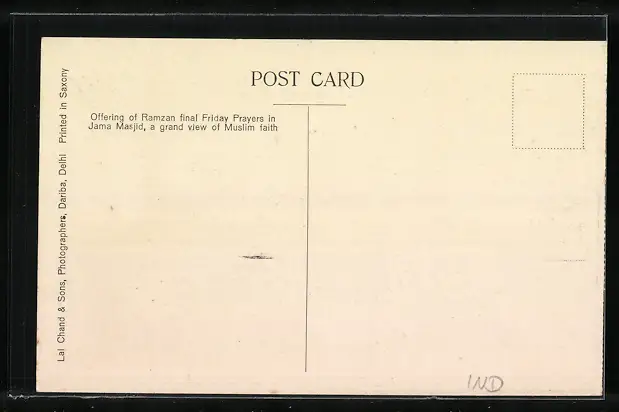 POST CARD
Offering of Ramzan final Friday Prayers in
Jama Masjid, a grand view of Muslim faith
Lal Chand & Sons, Photographers, Dariba, Delhi Printed in Saxony
IND